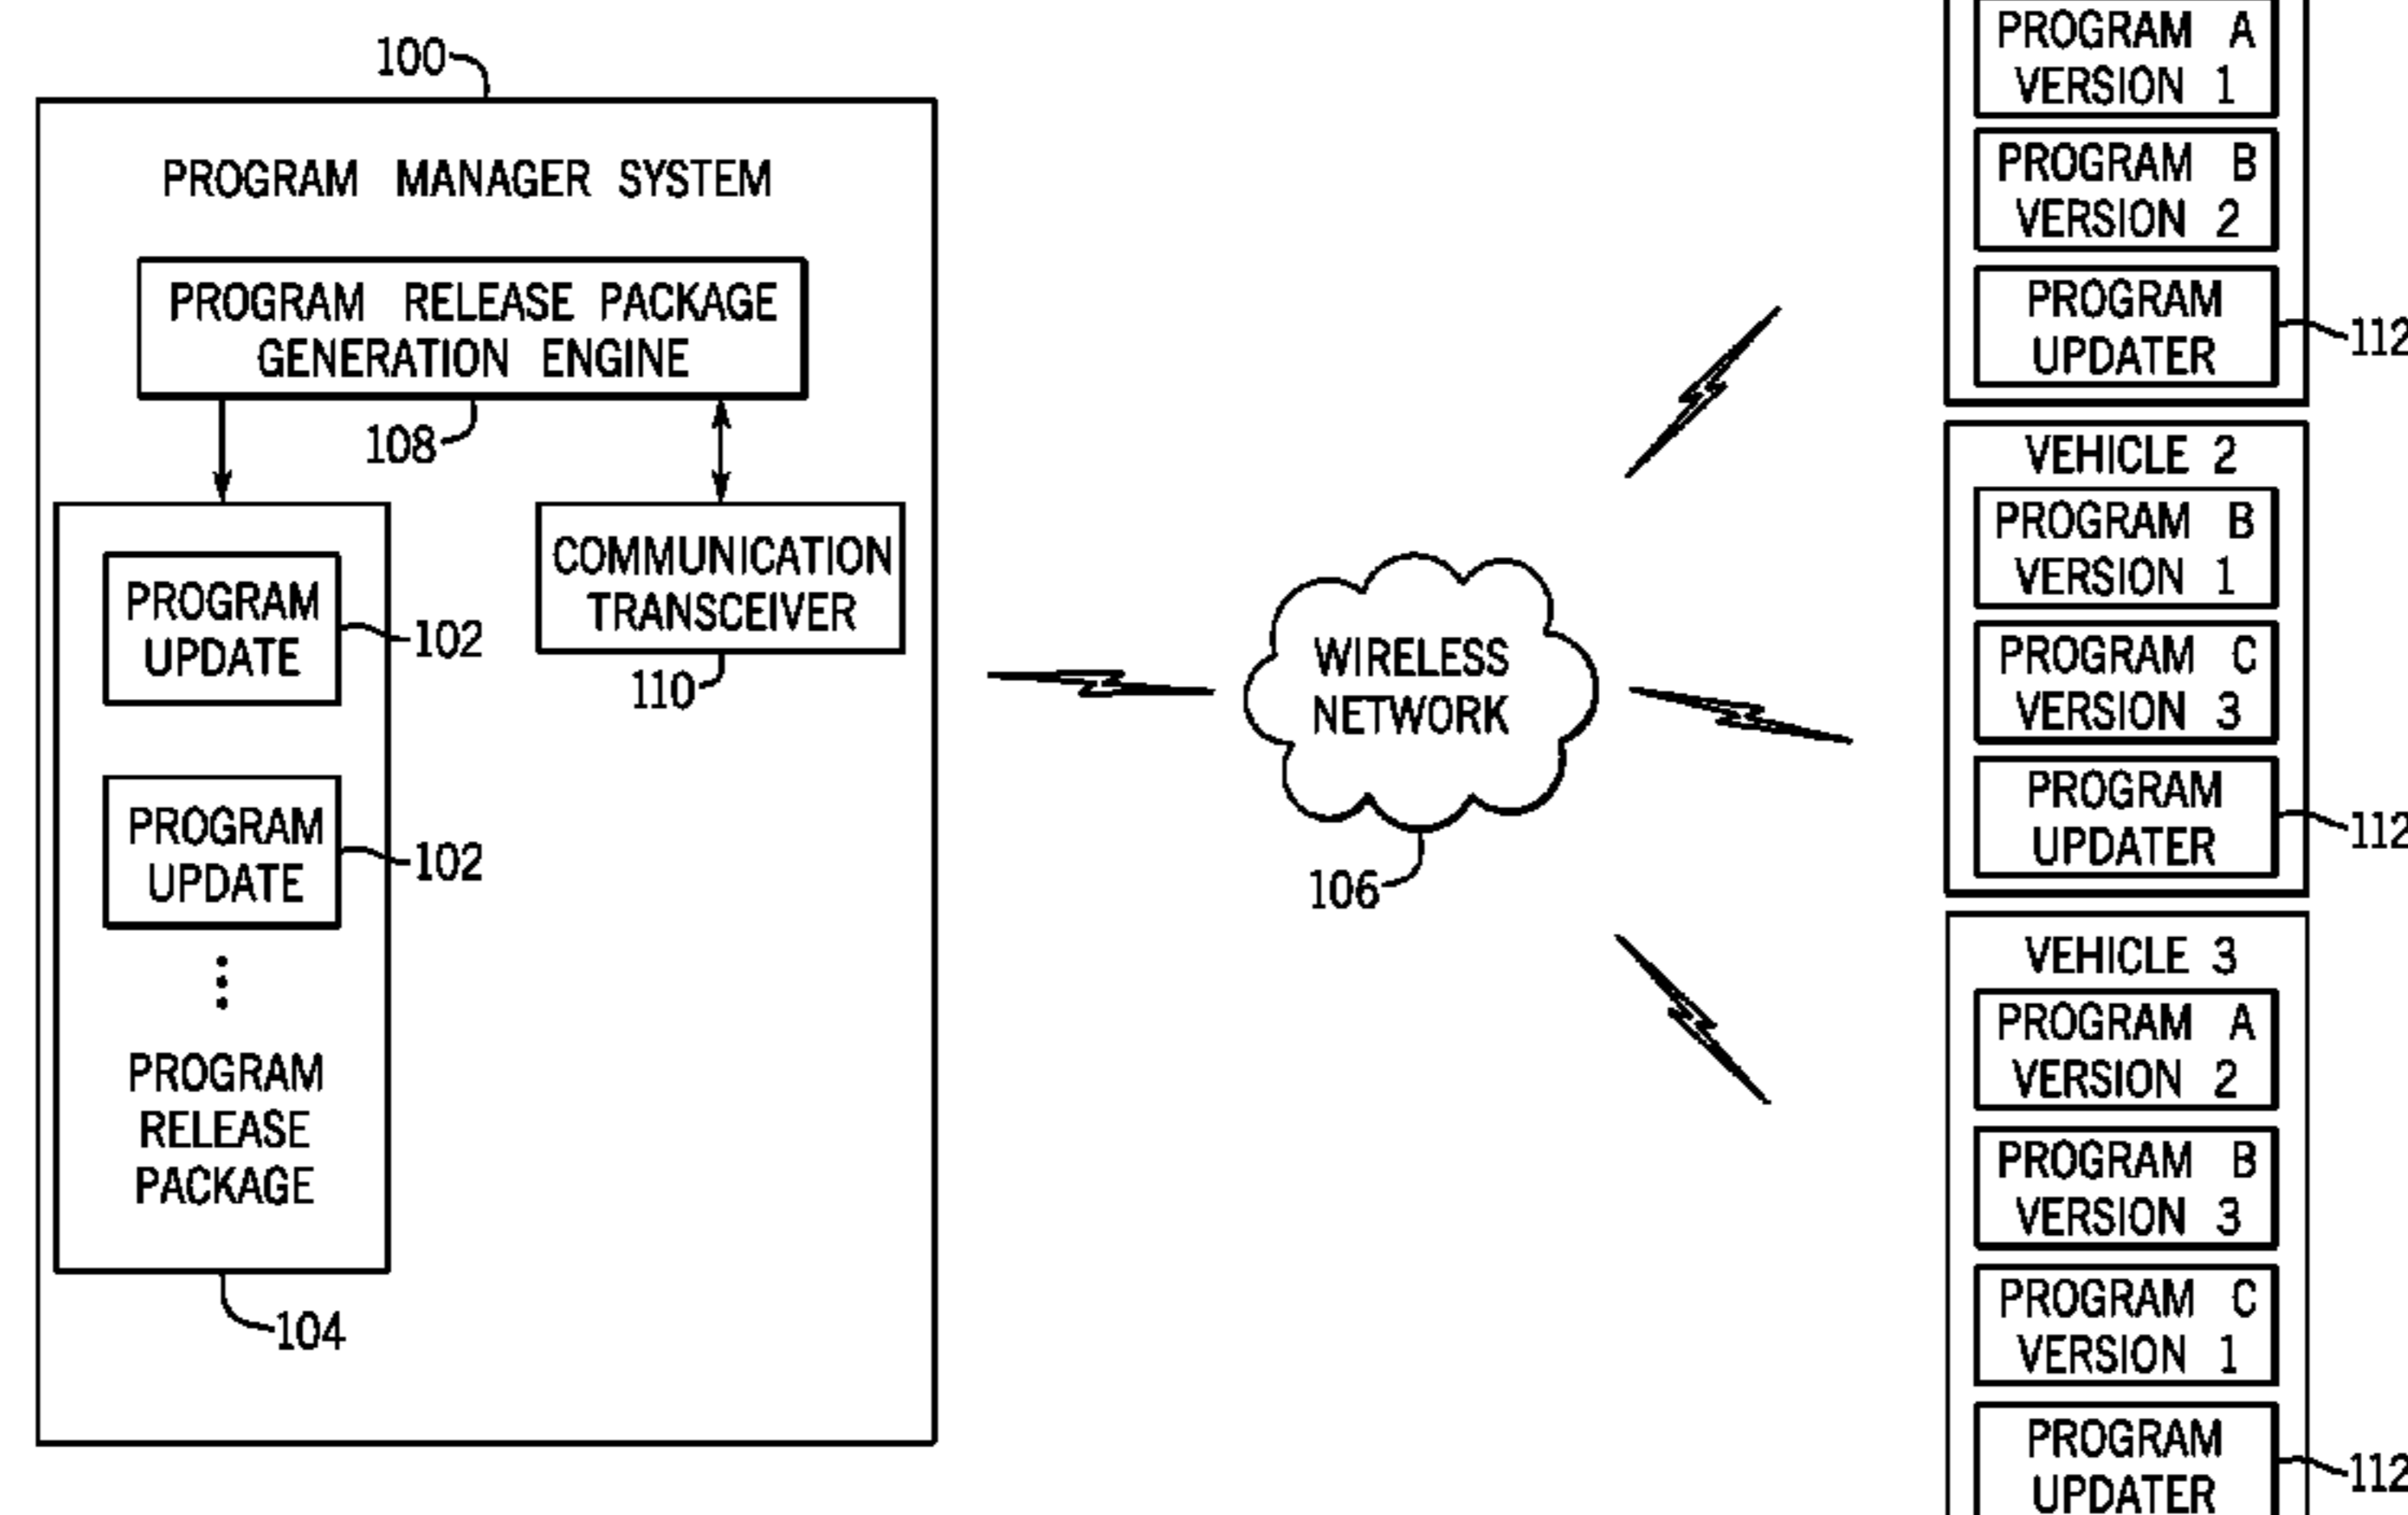 100
PROGRAM MANAGER SYSTEM
PROGRAM RELEASE PACKAGE
GENERATION ENGINE
108
PROGRAM
UPDATE
102
PROGRAM
UPDATE
102
PROGRAM
RELEASE
PACKAGE
104
COMMUNICATION
TRANSCEIVER
110
WIRELESS
NETWORK
106
PROGRAM A
VERSION 1
PROGRAM B
VERSION 2
PROGRAM
UPDATER
112
VEHICLE 2
PROGRAM B
VERSION 1
PROGRAM C
VERSION 3
PROGRAM
UPDATER
112
VEHICLE 3
PROGRAM A
VERSION 2
PROGRAM B
VERSION 3
PROGRAM C
VERSION 1
PROGRAM
UPDATER
112